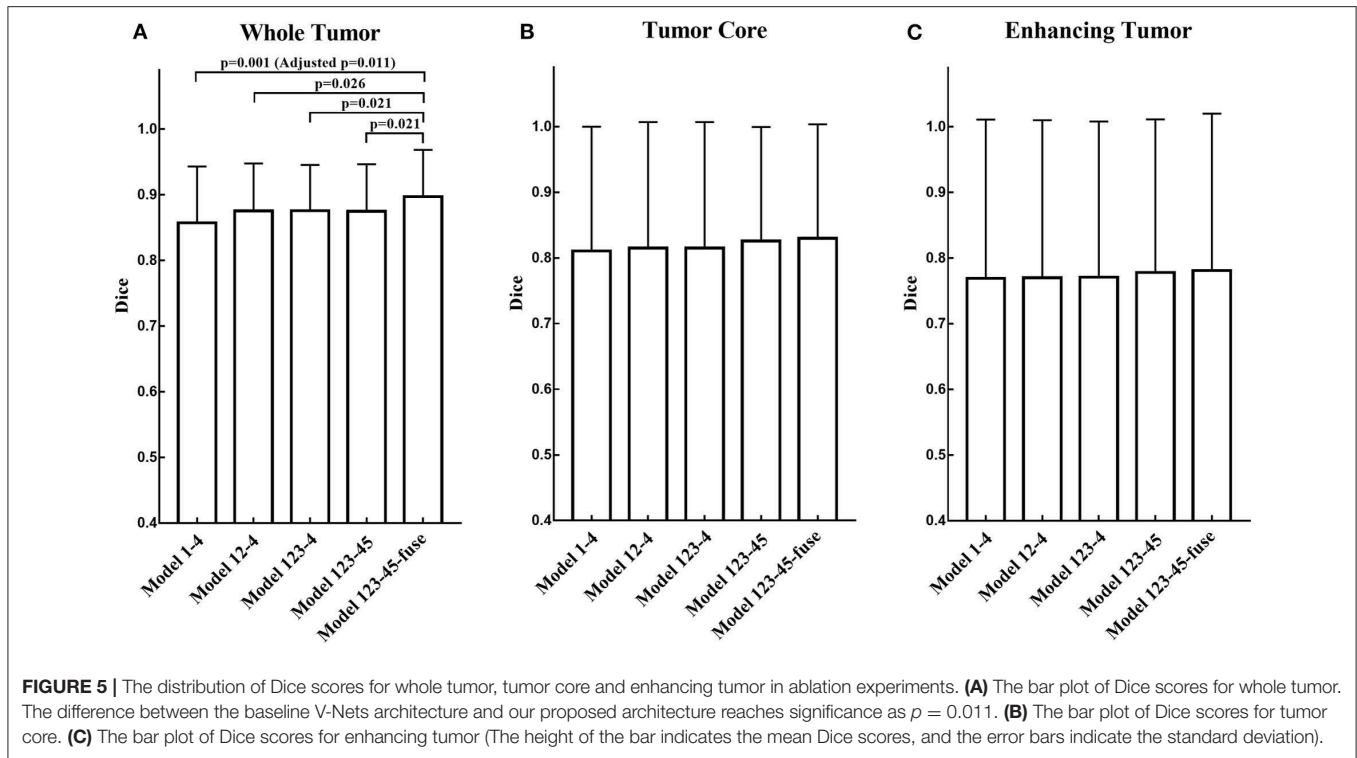 A
Whole Tumor
p=0.001 (Adjusted p=0.011)
p=0.026
p=0.021
p=0.021
Dice
1.0
0.9
0.8
0.7
0.6
0.5
0.4
Model 1-4
Model 12-4
Model 123-4
Model 123-45
Model 123-45-fuse
B
Tumor Core
Dice
1.0
0.9
0.8
0.7
0.6
0.5
0.4
Model 1-4
Model 12-4
Model 123-4
Model 123-45
Model 123-45-fuse
C
Enhancing Tumor
Dice
1.0
0.9
0.8
0.7
0.6
0.5
0.4
Model 1-4
Model 12-4
Model 123-4
Model 123-45
Model 123-45-fuse
FIGURE 5 | The distribution of Dice scores for whole tumor, tumor core and enhancing tumor in ablation experiments. (A) The bar plot of Dice scores for whole tumor.
The difference between the baseline V-Nets architecture and our proposed architecture reaches significance as p = 0.011. (B) The bar plot of Dice scores for tumor
core. (C) The bar plot of Dice scores for enhancing tumor (The height of the bar indicates the mean Dice scores, and the error bars indicate the standard deviation).